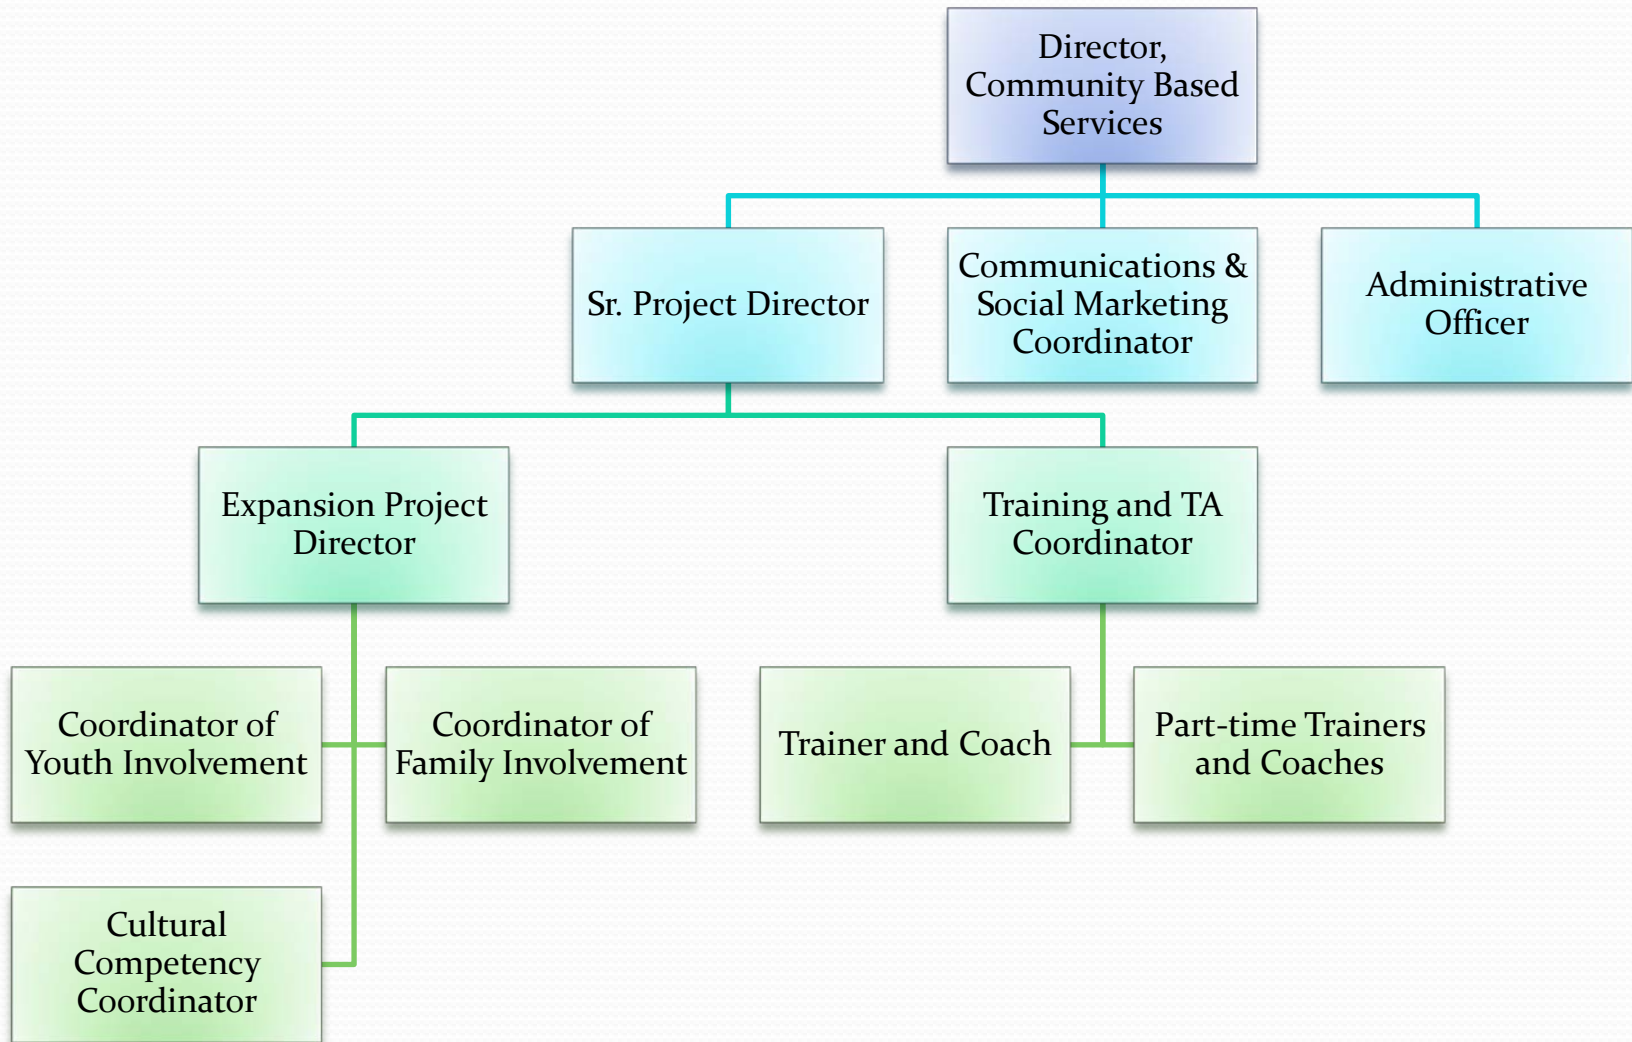 Director,
Community Based
Services
Sr. Project Director
Communications &
Social Marketing
Coordinator
Administrative
Officer
Expansion Project
Director
Training and TA
Coordinator
Coordinator of
Youth Involvement
Coordinator of
Family Involvement
Trainer and Coach
Part-time Trainers
and Coaches
Cultural
Competency
Coordinator